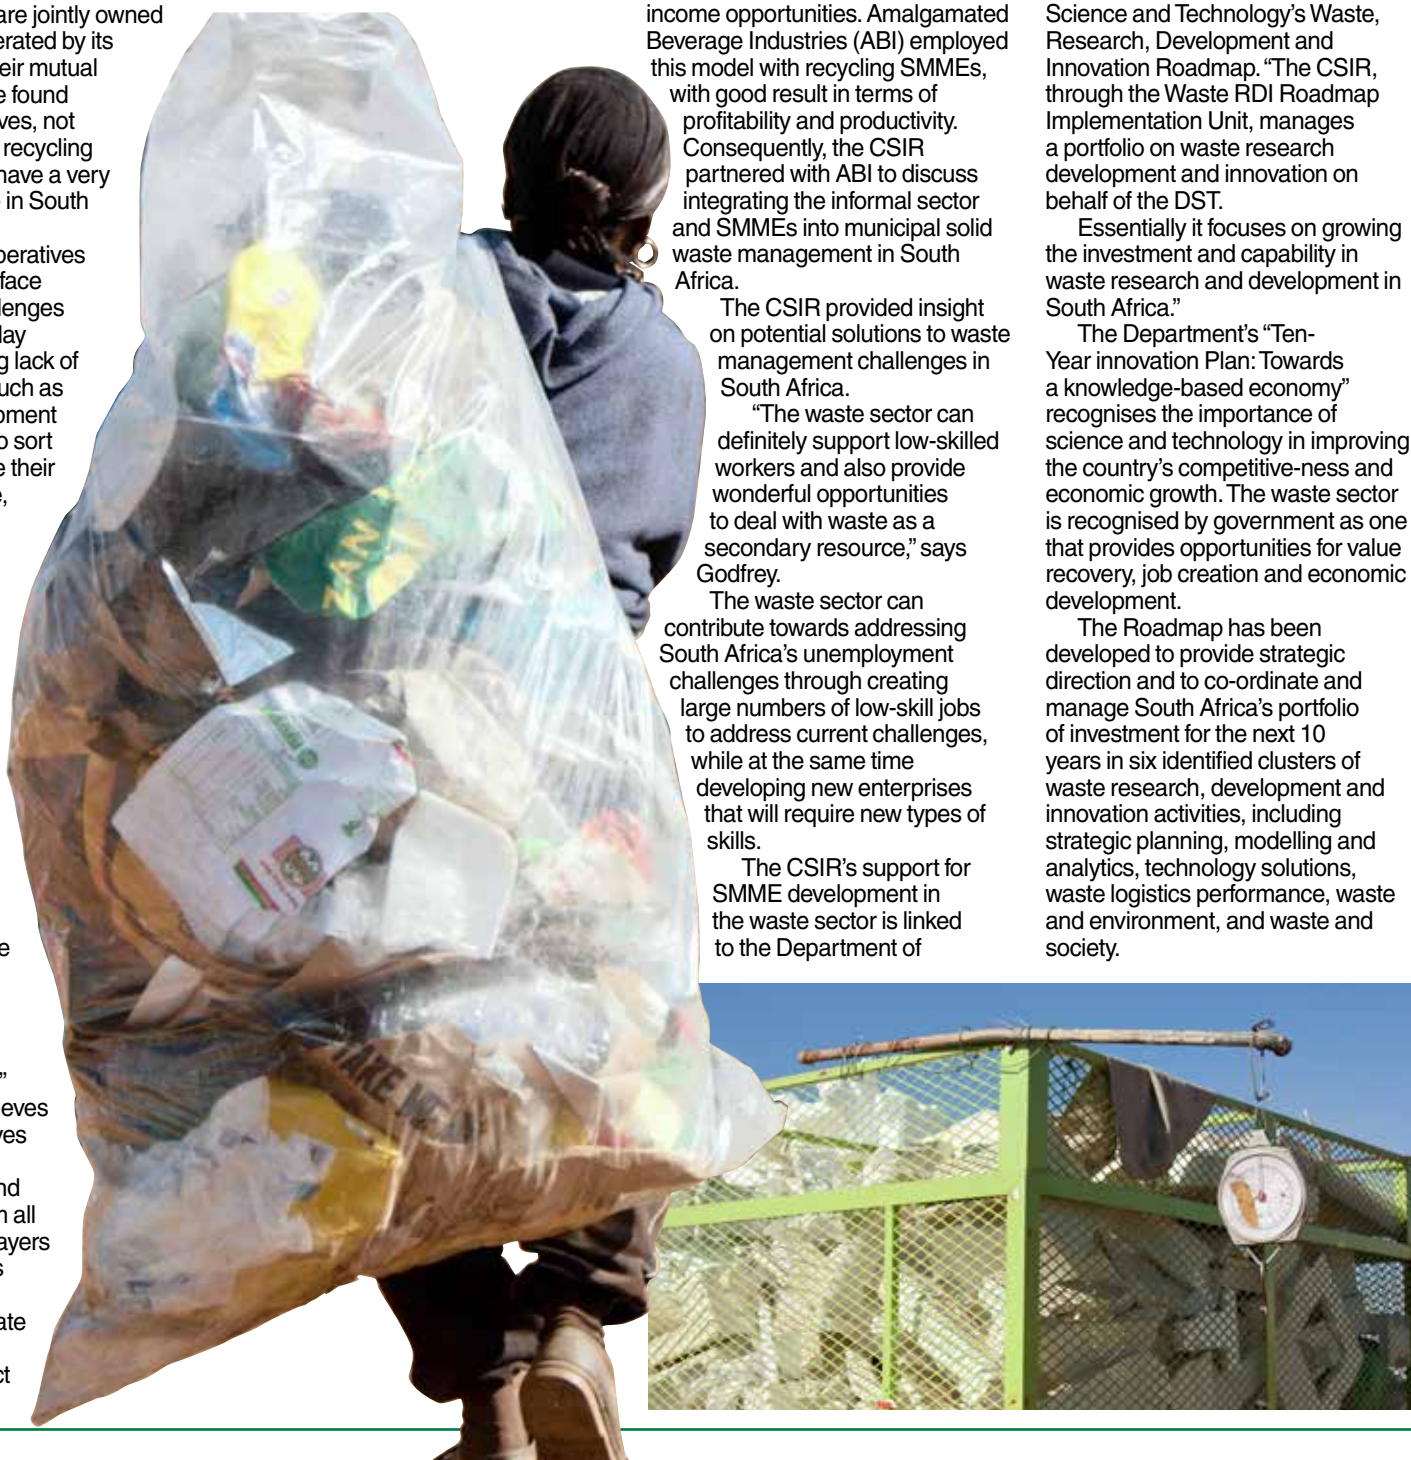 are jointly owned
erated by its
eir mutual
e found
ves, not
recycling
have a very
in South
peratives
face
lenges
lay
g lack of
uch as
pment
o sort
e their
,
e
”
eves
ves
nd
n all
ayers
s
ate
ct
ZAN
TAKE ME
income opportunities. Amalgamated
Beverage Industries (ABI) employed
this model with recycling SMMEs,
with good result in terms of
profitability and productivity.
Consequently, the CSIR
partnered with ABI to discuss
integrating the informal sector
and SMMEs into municipal solid
waste management in South
Africa.
The CSIR provided insight
on potential solutions to waste
management challenges in
South Africa.
“The waste sector can
definitely support low-skilled
workers and also provide
wonderful opportunities
to deal with waste as a
secondary resource,” says
Godfrey.
The waste sector can
contribute towards addressing
South Africa’s unemployment
challenges through creating
large numbers of low-skill jobs
to address current challenges,
while at the same time
developing new enterprises
that will require new types of
skills.
The CSIR’s support for
SMME development in
the waste sector is linked
to the Department of
Science and Technology’s Waste,
Research, Development and
Innovation Roadmap. “The CSIR,
through the Waste RDI Roadmap
Implementation Unit, manages
a portfolio on waste research
development and innovation on
behalf of the DST.
Essentially it focuses on growing
the investment and capability in
waste research and development in
South Africa.”
The Department’s “Ten-
Year innovation Plan: Towards
a knowledge-based economy”
recognises the importance of
science and technology in improving
the country’s competitive-ness and
economic growth. The waste sector
is recognised by government as one
that provides opportunities for value
recovery, job creation and economic
development.
The Roadmap has been
developed to provide strategic
direction and to co-ordinate and
manage South Africa’s portfolio
of investment for the next 10
years in six identified clusters of
waste research, development and
innovation activities, including
strategic planning, modelling and
analytics, technology solutions,
waste logistics performance, waste
and environment, and waste and
society.